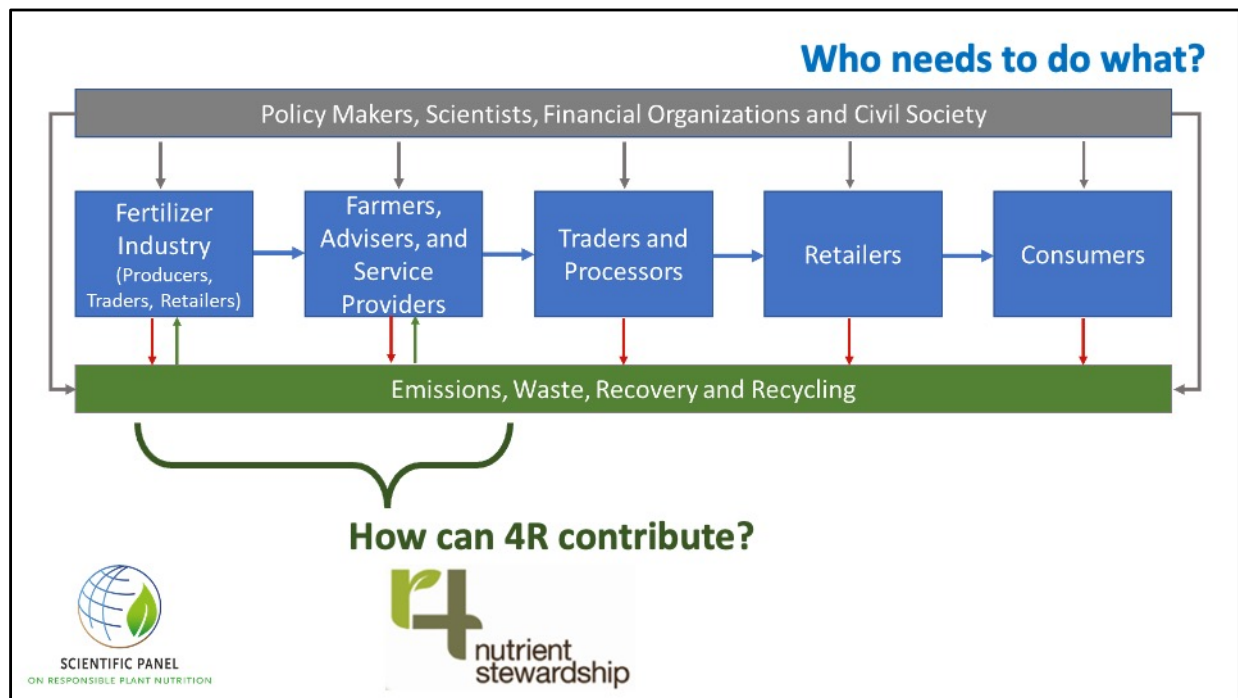 Who needs to do what?
Policy Makers, Scientists, Financial Organizations and Civil Society
Fertilizer
Industry
(Producers,
Traders, Retailers)
Farmers,
Advisers, and
Service
Providers
Traders and
Processors
Retailers
Consumers
Emissions, Waste, Recovery and Recycling
How can 4R contribute?
SCIENTIFIC PANEL
ON RESPONSIBLE PLANT NUTRITION
r4
nutrient
stewardship